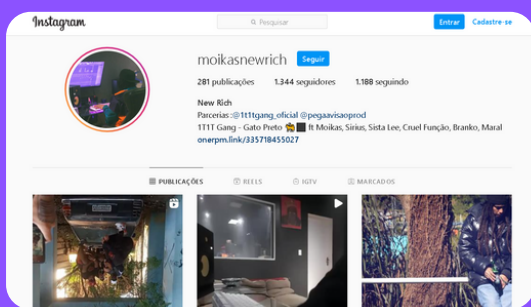 Instagram
Pesquisar
Entrar Cadastre-se
moikasnewrich Seguir
281 publicações 1.344 seguidores 1.188 seguindo
New Rich
Parcerias :@1t1tgang_oficial @pegaavisaoprod
1T1T Gang - Gato Preto 🐯⬛ ft Moikas, Sirius, Sista Lee, Cruel Função, Branko, Maral
onerpm.link/335718455027
PUBLICAÇÕES REELS IGTV MARCADOS